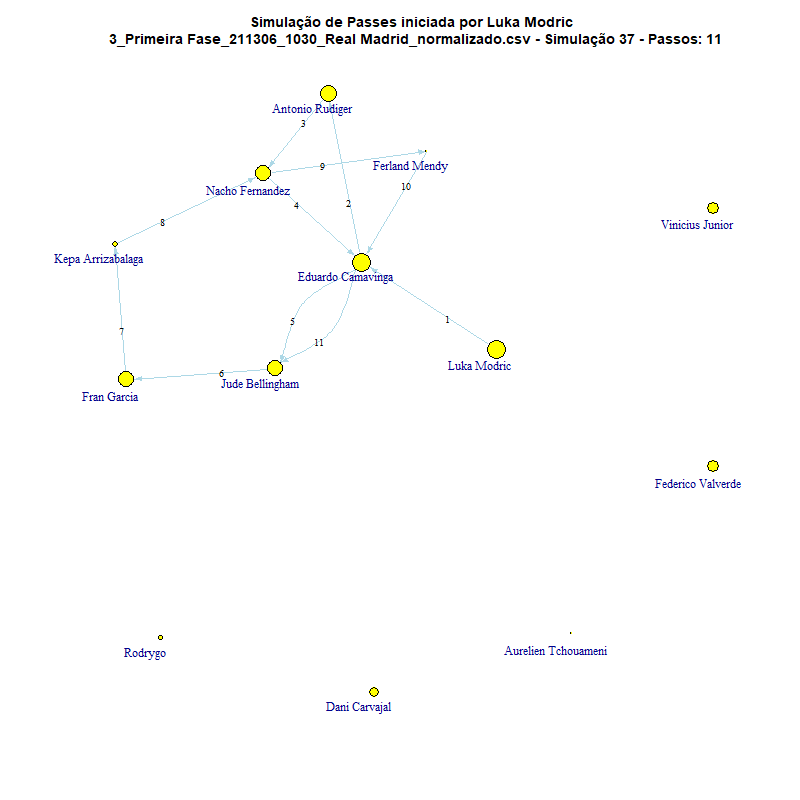 Simulação de Passes iniciada por Luka Modric
3_Primeira Fase_211306_1030_Real Madrid_normalizado.csv - Simulação 37 - Passos: 11
Antonio Rudiger
3
9
Ferland Mendy
Nacho Fernandez
10
4
2
8
Vinicius Junior
Kepa Arrizabalaga
Eduardo Camavinga
5
1
7
11
Luka Modric
6
Jude Bellingham
Fran Garcia
Federico Valverde
Rodrygo
Aurelien Tchouameni
Dani Carvajal